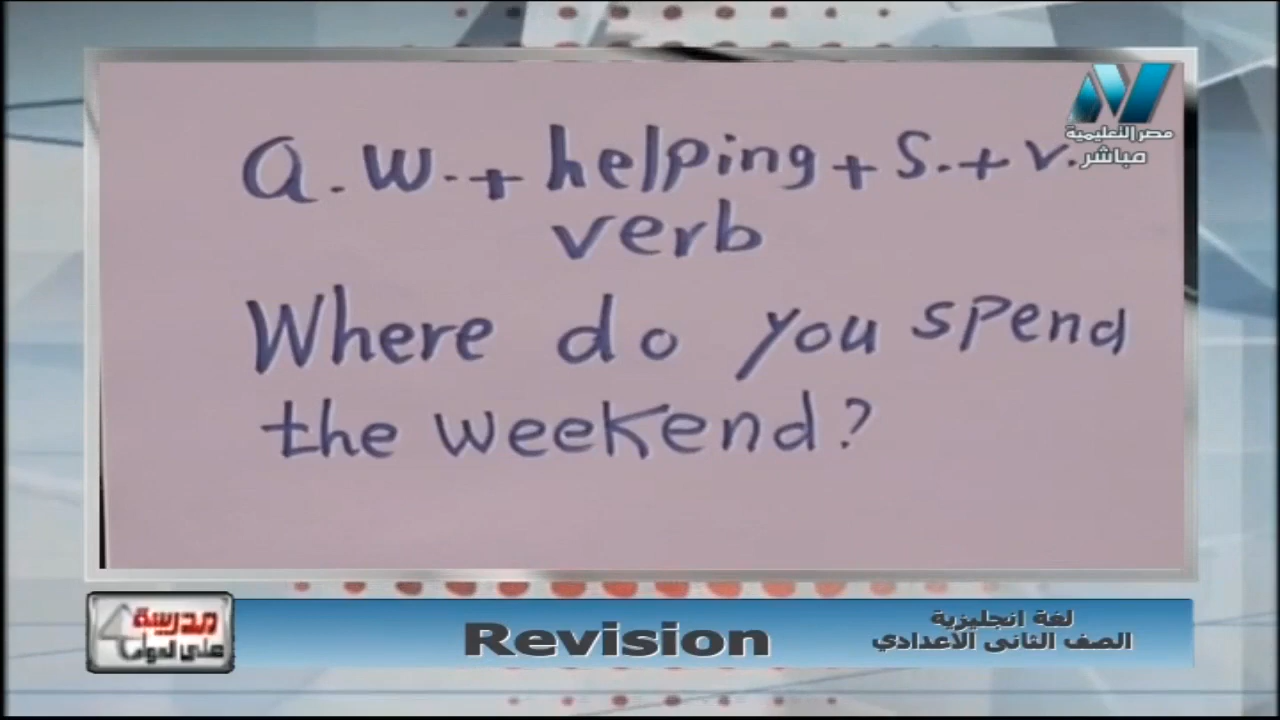 مصر التعليمية
مباشر
a.w.+ helping + s.+ v.
verb
Where do you spend
the weekend?
مدرسة
على الهواء
Revision
لغة انجليزية
الصف الثانى الاعدادي